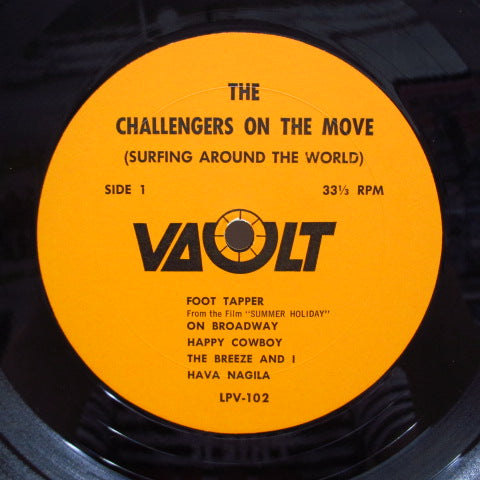 THE
CHALLENGERS ON THE MOVE
(SURFING AROUND THE WORLD)
SIDE 1 33⅓ RPM
VAULT
FOOT TAPPER
From the Film "SUMMER HOLIDAY"
ON BROADWAY
HAPPY COWBOY
THE BREEZE AND I
HAVA NAGILA
LPV-102